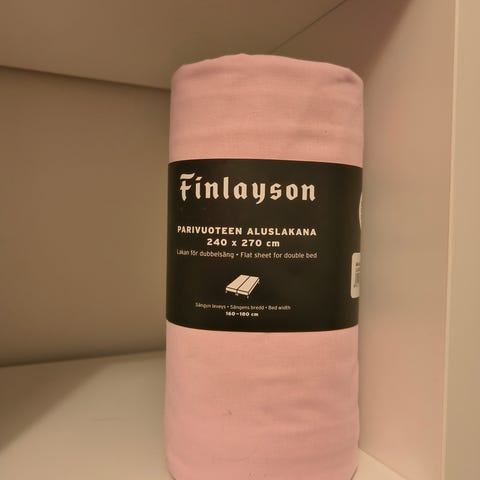 Finlayson
PARIVUOTEEN ALUSLAKANA
240 x 270 cm
Lakan för dubbelsäng • Flat sheet for double bed
Sängyn leveys • Sängens bredd • Bed width
160–180 cm